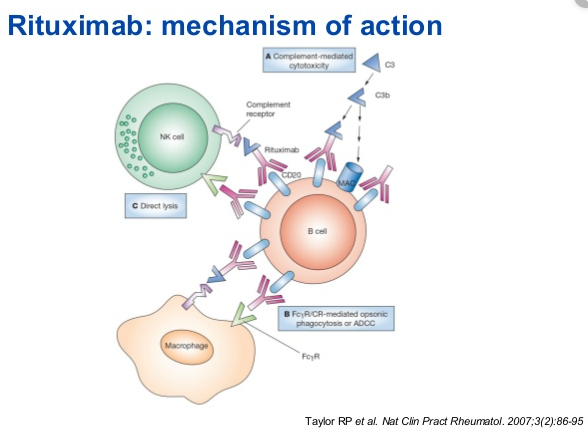 Rituximab: mechanism of action
A Complement-mediated
cytotoxicity
C3
C3b
Complement
receptor
NK cell
Rituximab
CD20
MAC
C Direct lysis
B cell
B FcγR/CR-mediated opsonic
phagocytosis or ADCC
Macrophage
FcγR
Taylor RP et al. Nat Clin Pract Rheumatol. 2007;3(2):86-95